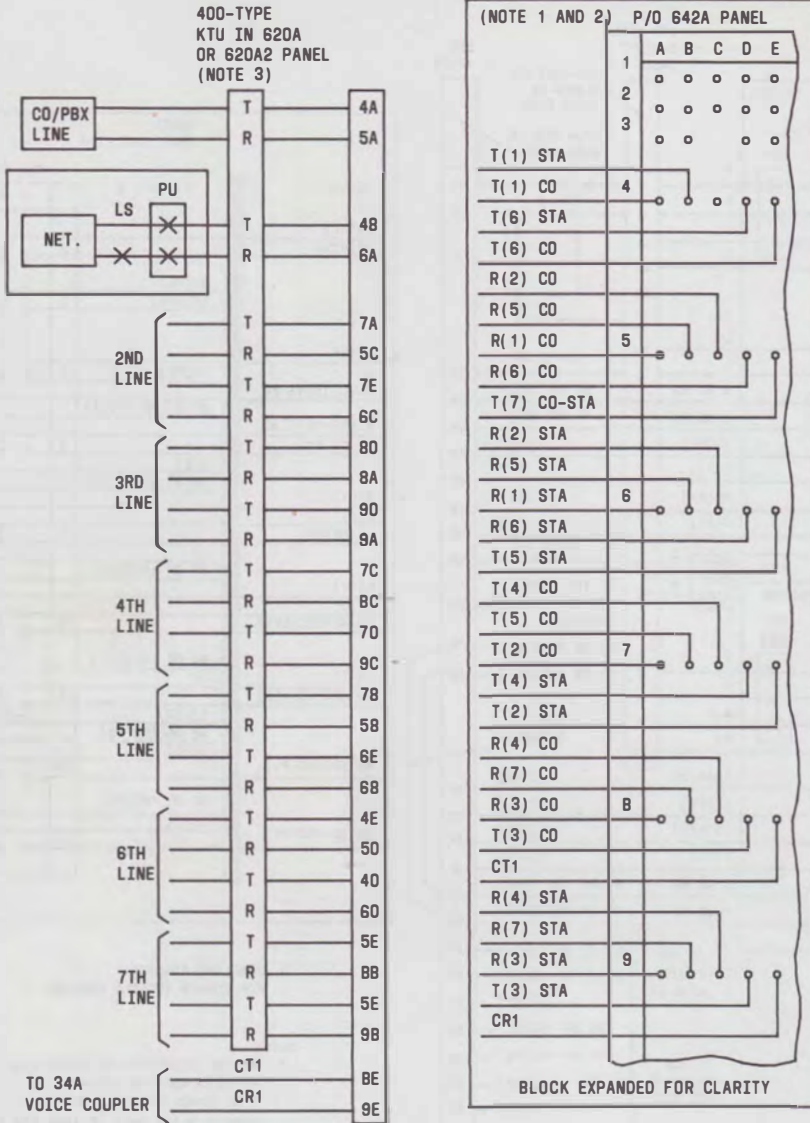 400-TYPE
KTU IN 620A
OR 620A2 PANEL
(NOTE 3)
CO/PBX
LINE
T 4A
R 5A
PU
LS
NET.
T 4B
R 6A
2ND
LINE
T 7A
R 5C
T 7E
R 6C
3RD
LINE
T 8D
R 8A
T 9D
R 9A
4TH
LINE
T 7C
R 8C
T 7D
R 9C
5TH
LINE
T 7B
R 5B
T 6E
R 6B
6TH
LINE
T 4E
R 5D
T 4D
R 6D
7TH
LINE
T 5E
R 8B
T 5E
R 9B
TO 34A
VOICE COUPLER
CT1 8E
CR1 9E
(NOTE 1 AND 2) P/O 642A PANEL
A B C D E
1
2
3
T(1) STA
T(1) CO 4
T(6) STA
T(6) CO
R(2) CO
R(5) CO
R(1) CO 5
R(6) CO
T(7) CO-STA
R(2) STA
R(5) STA
R(1) STA 6
R(6) STA
T(5) STA
T(4) CO
T(5) CO
T(2) CO 7
T(4) STA
T(2) STA
R(4) CO
R(7) CO
R(3) CO 8
T(3) CO
CT1
R(4) STA
R(7) STA
R(3) STA 9
T(3) STA
CR1
BLOCK EXPANDED FOR CLARITY